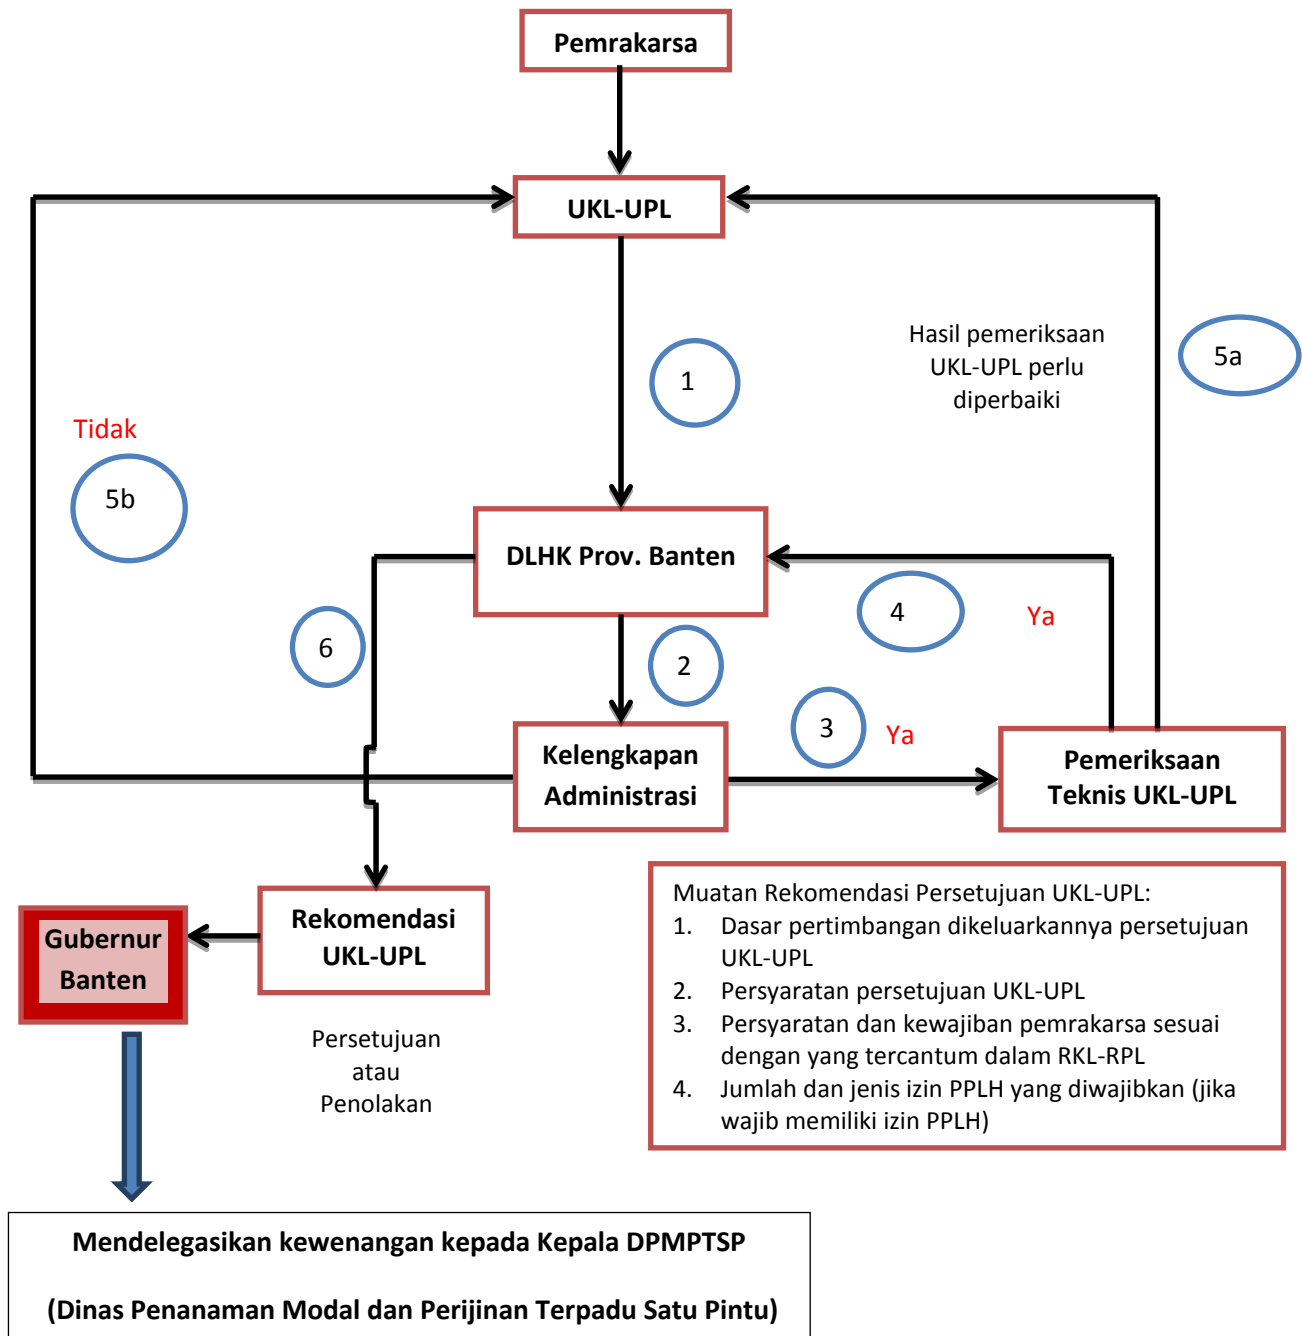 Pemrakarsa
UKL-UPL
Hasil pemeriksaan
UKL-UPL perlu
diperbaiki
5a
1
Tidak
5b
DLHK Prov. Banten
4
Ya
6
2
3
Ya
Kelengkapan
Administrasi
Pemeriksaan
Teknis UKL-UPL
Rekomendasi
UKL-UPL
Gubernur
Banten
Persetujuan
atau
Penolakan
Muatan Rekomendasi Persetujuan UKL-UPL:
1. Dasar pertimbangan dikeluarkannya persetujuan
UKL-UPL
2. Persyaratan persetujuan UKL-UPL
3. Persyaratan dan kewajiban pemrakarsa sesuai
dengan yang tercantum dalam RKL-RPL
4. Jumlah dan jenis izin PPLH yang diwajibkan (jika
wajib memiliki izin PPLH)
Mendelegasikan kewenangan kepada Kepala DPMPTSP
(Dinas Penanaman Modal dan Perijinan Terpadu Satu Pintu)